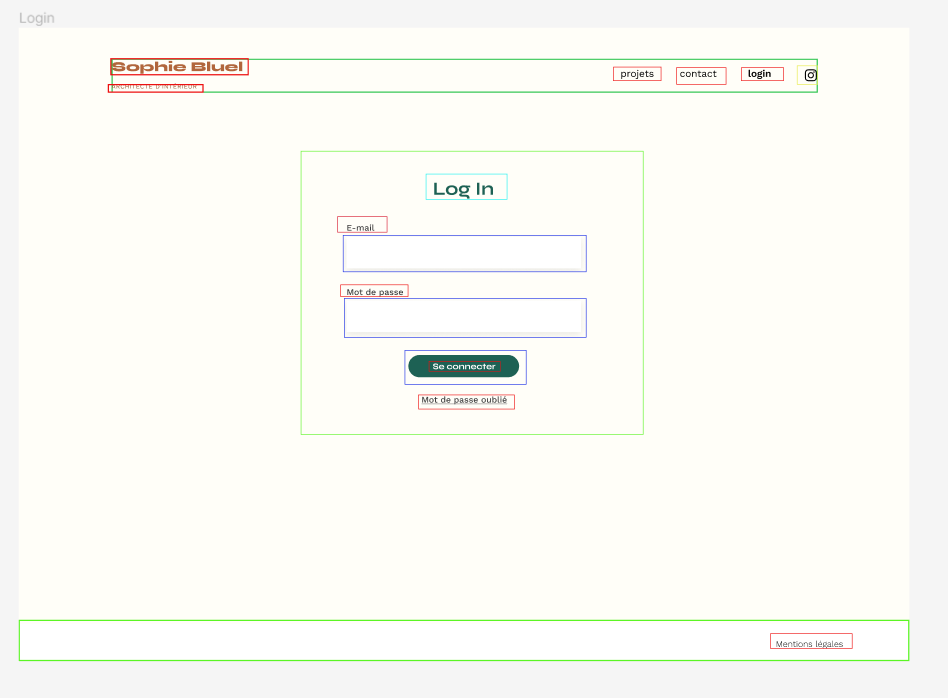 Login
Sophie Bluel
ARCHITECTE D'INTÉRIEUR
projets
contact
login
Log In
E-mail
Mot de passe
Se connecter
Mot de passe oublié
Mentions légales